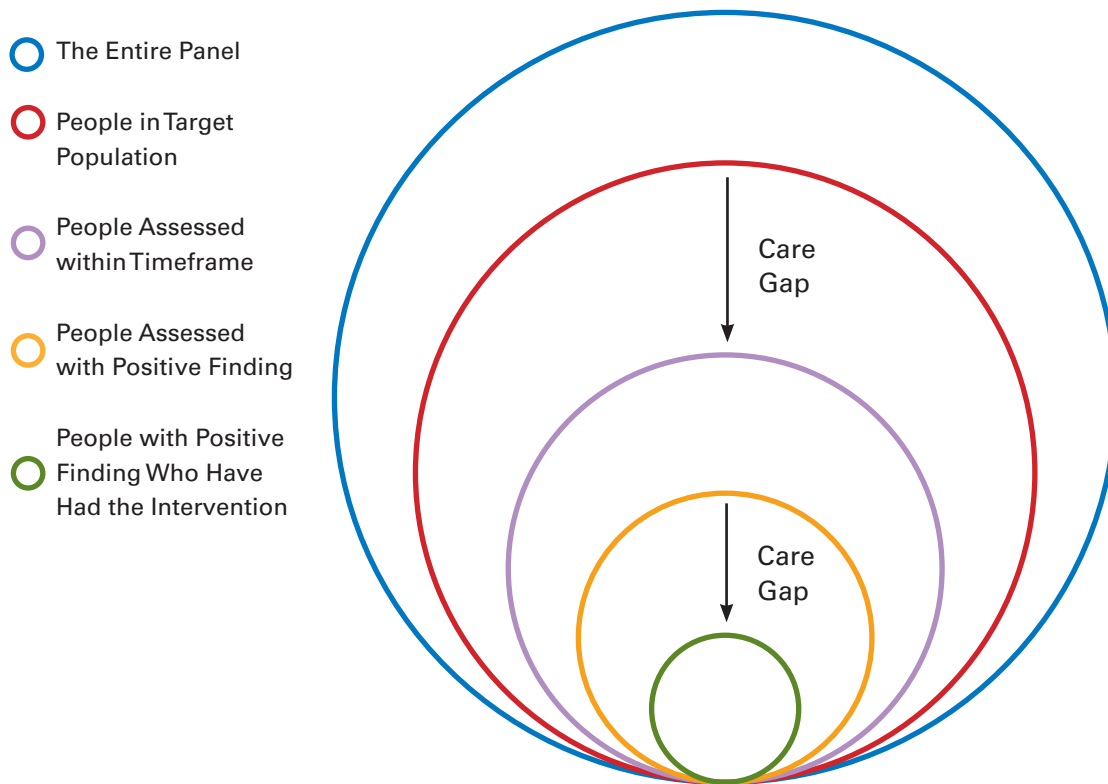 The Entire Panel
People in Target
Population
People Assessed
within Timeframe
People Assessed
with Positive Finding
People with Positive
Finding Who Have
Had the Intervention
Care
Gap
Care
Gap